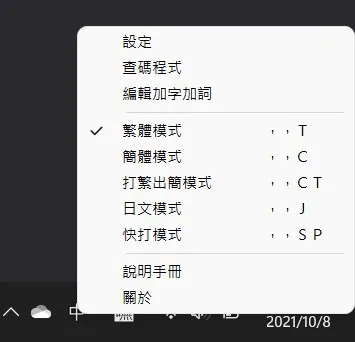 設定
查碼程式
編輯加字加詞
繁體模式 ，，T
簡體模式 ，，C
打繁出簡模式 ，，CT
日文模式 ，，J
快打模式 ，，SP
說明手冊
關於
中
2021/10/8